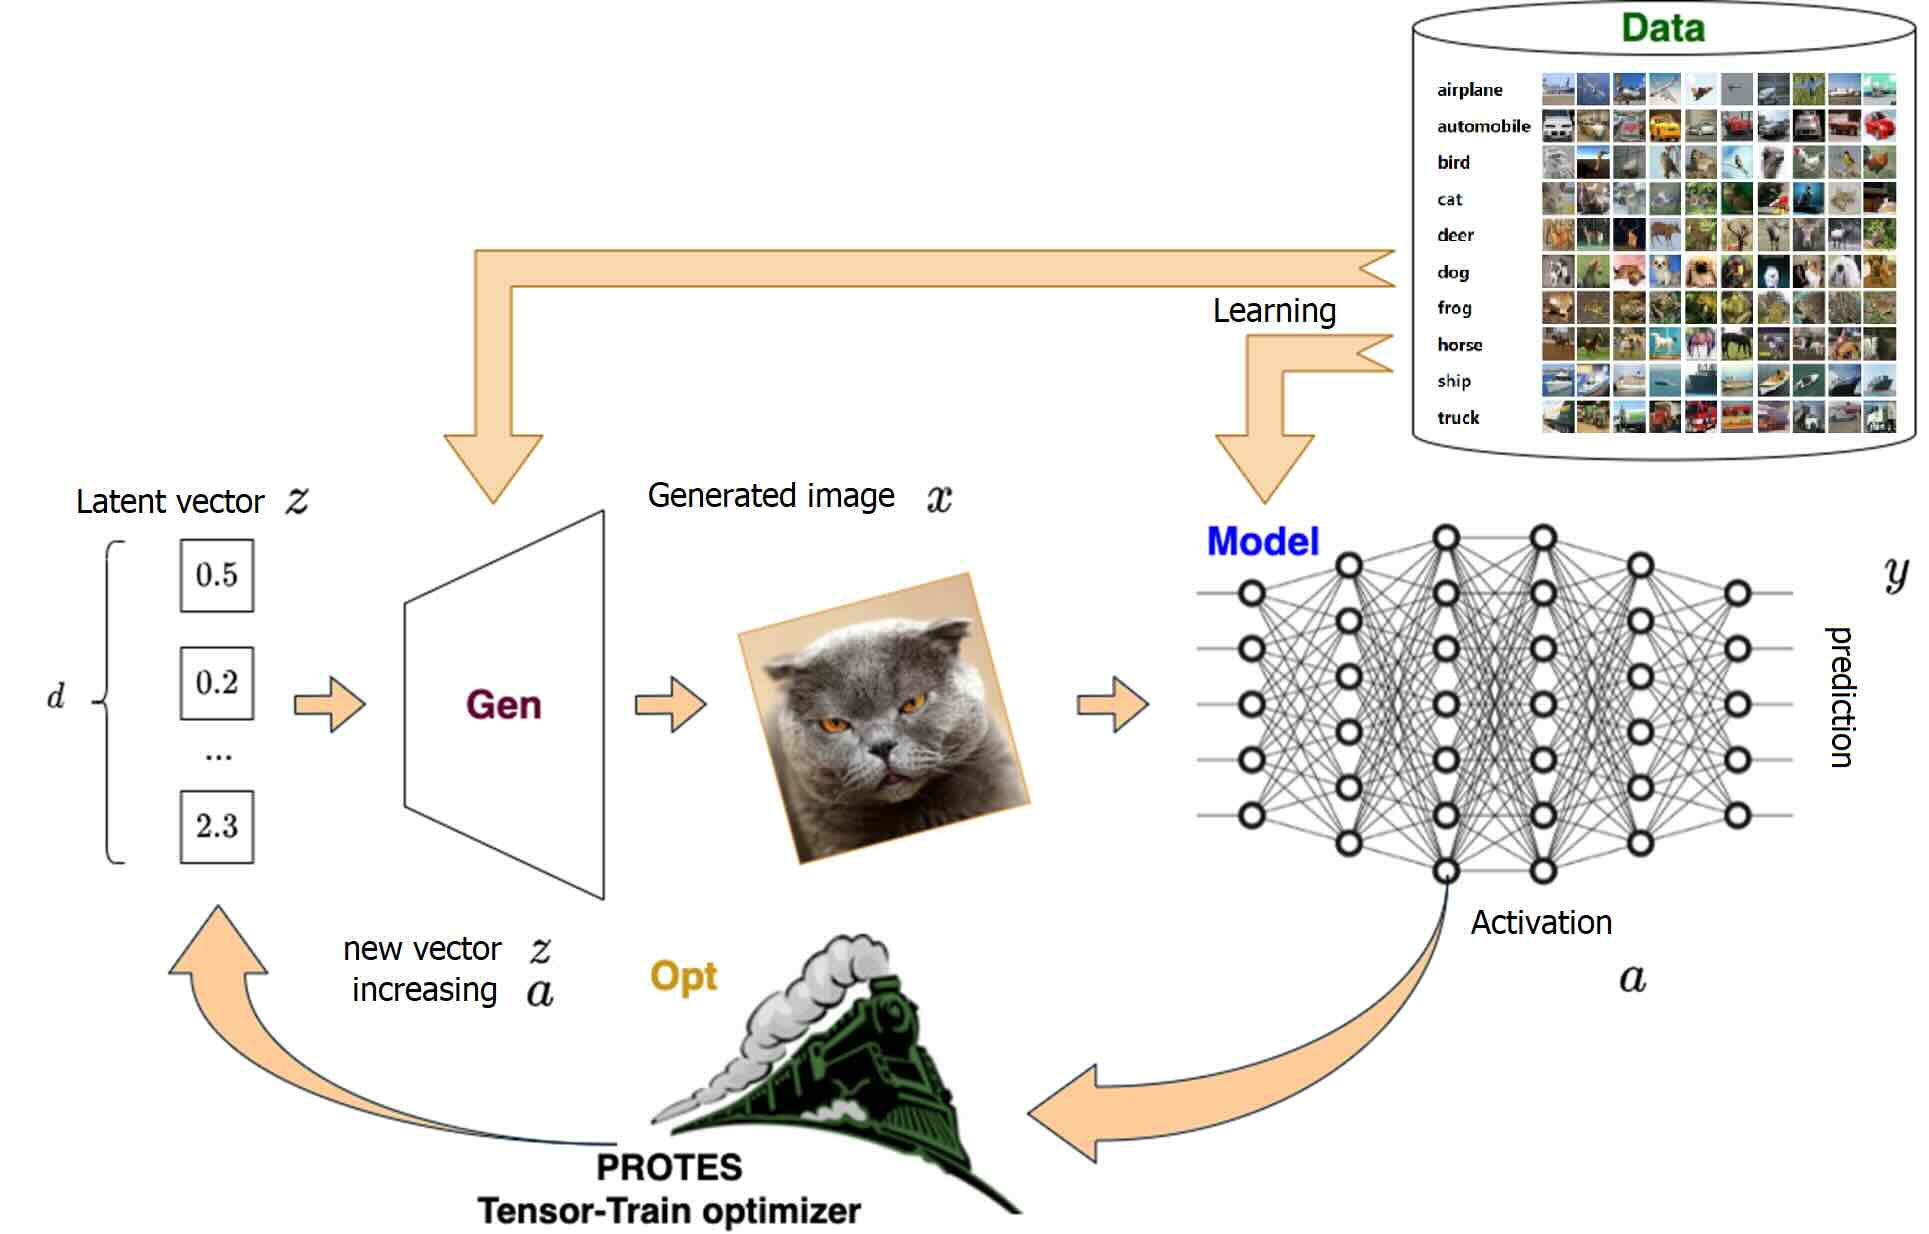 Data
airplane
automobile
bird
cat
deer
dog
frog
horse
ship
truck
Learning
Latent vector z
Generated image x
Model
y
0.5
d
0.2
...
2.3
Gen
prediction
new vector z
increasing a
Opt
Activation
a
PROTES
Tensor-Train optimizer